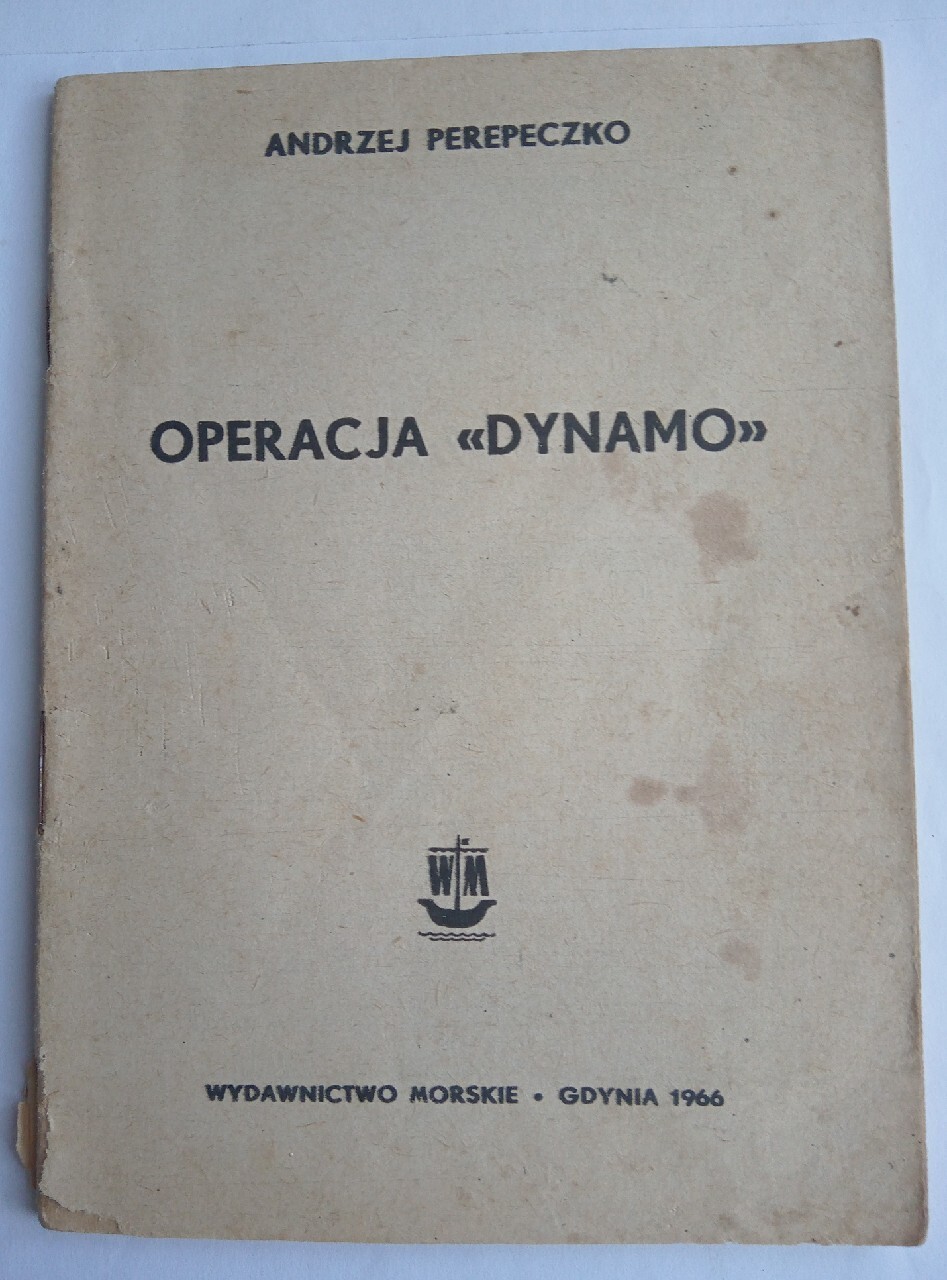 ANDRZEJ PEREPECZKO
OPERACJA «DYNAMO»
WM
WYDAWNICTWO MORSKIE • GDYNIA 1966